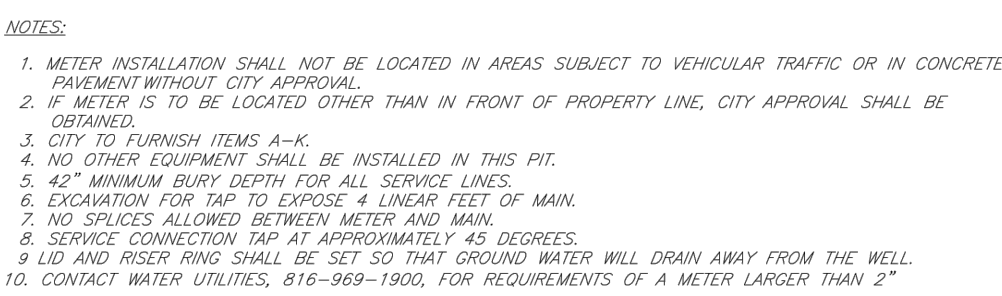 NOTES:
1. METER INSTALLATION SHALL NOT BE LOCATED IN AREAS SUBJECT TO VEHICULAR TRAFFIC OR IN CONCRETE
PAVEMENT WITHOUT CITY APPROVAL.
2. IF METER IS TO BE LOCATED OTHER THAN IN FRONT OF PROPERTY LINE, CITY APPROVAL SHALL BE
OBTAINED.
3. CITY TO FURNISH ITEMS A-K.
4. NO OTHER EQUIPMENT SHALL BE INSTALLED IN THIS PIT.
5. 42" MINIMUM BURY DEPTH FOR ALL SERVICE LINES.
6. EXCAVATION FOR TAP TO EXPOSE 4 LINEAR FEET OF MAIN.
7. NO SPLICES ALLOWED BETWEEN METER AND MAIN.
8. SERVICE CONNECTION TAP AT APPROXIMATELY 45 DEGREES.
9 LID AND RISER RING SHALL BE SET SO THAT GROUND WATER WILL DRAIN AWAY FROM THE WELL.
10. CONTACT WATER UTILITIES, 816-969-1900, FOR REQUIREMENTS OF A METER LARGER THAN 2"